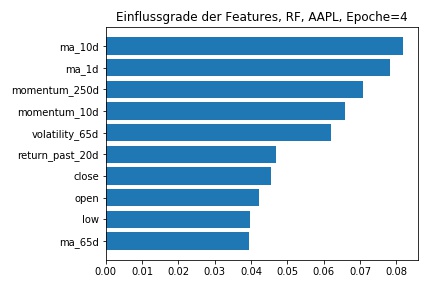 Einflussgrade der Features, RF, AAPL, Epoche=4
ma_10d
ma_1d
momentum_250d
momentum_10d
volatility_65d
return_past_20d
close
open
low
ma_65d
0.00 0.01 0.02 0.03 0.04 0.05 0.06 0.07 0.08